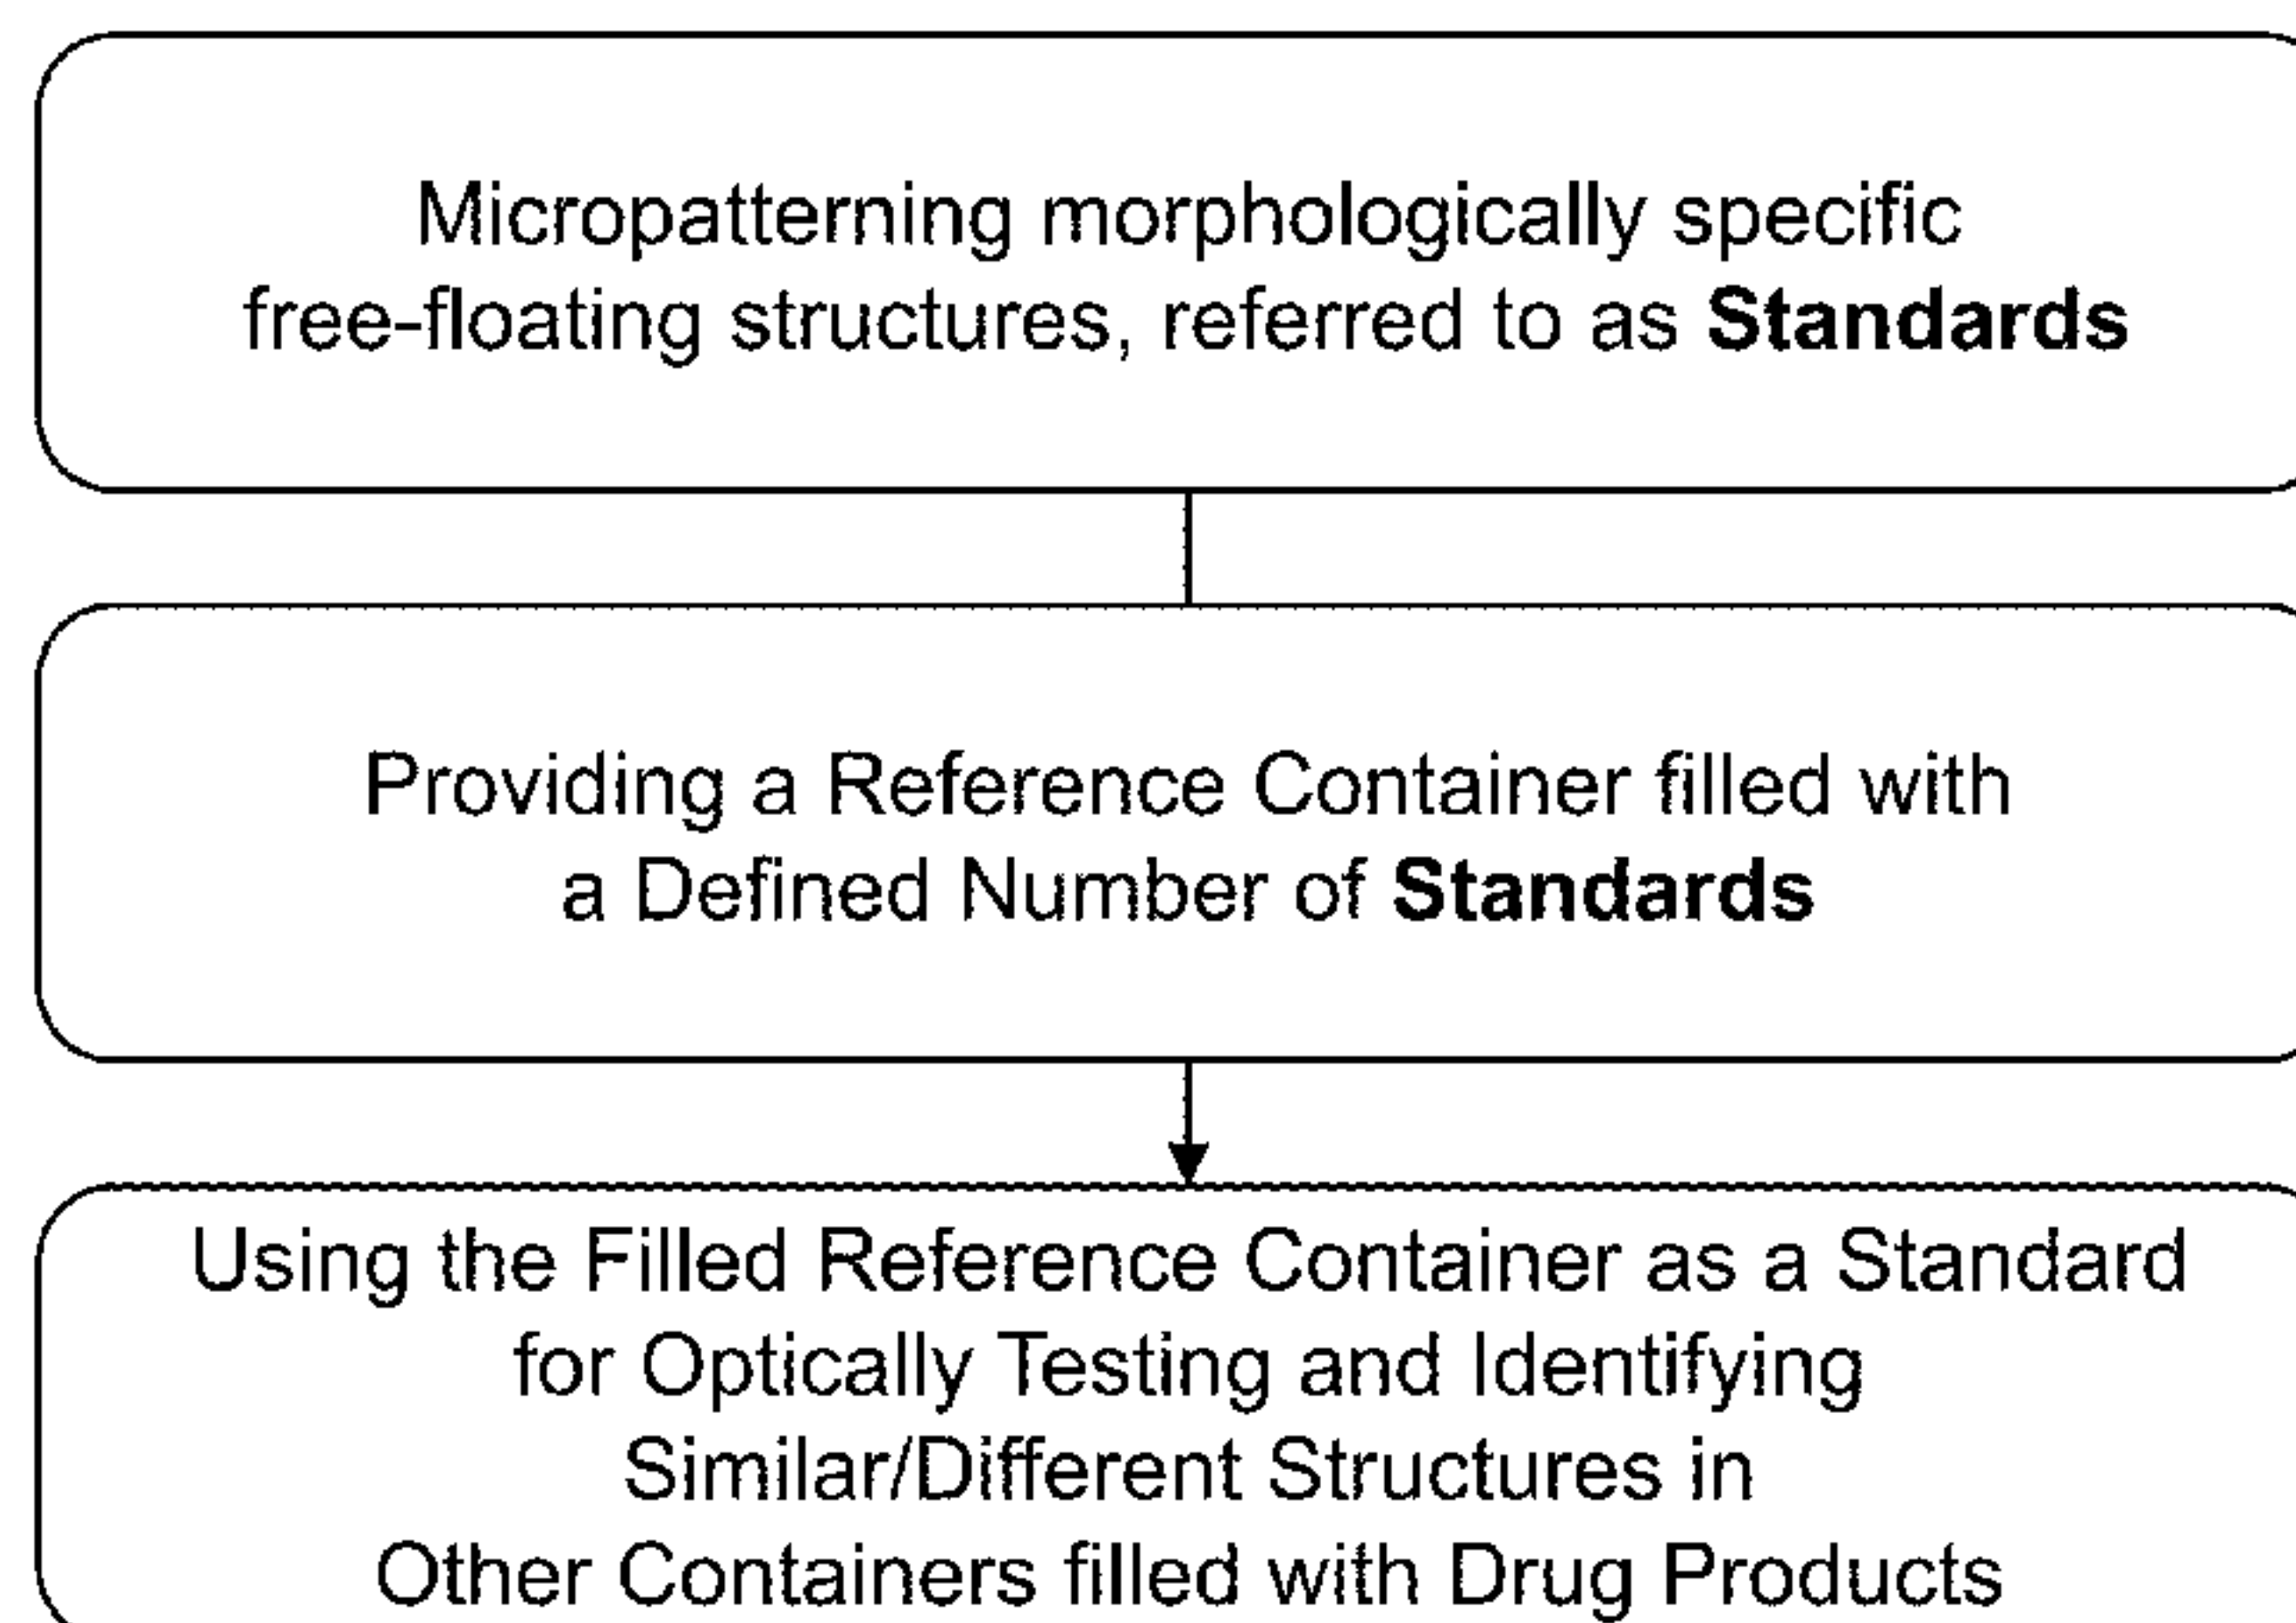 Micropatterning morphologically specific
free-floating structures, referred to as Standards
Providing a Reference Container filled with
a Defined Number of Standards
Using the Filled Reference Container as a Standard
for Optically Testing and Identifying
Similar/Different Structures in
Other Containers filled with Drug Products